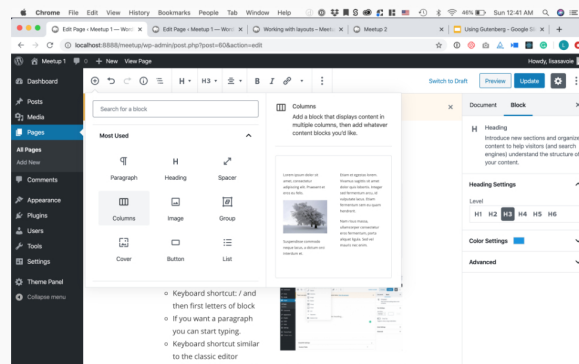 Chrome File Edit View History Bookmarks People Tab Window Help 46% Sun 12:41 AM
Edit Page ‹ Meetup 1 — Word
Edit Page ‹ Meetup 1 — Word
Working with layouts – Meetu
Meetup 2
Using Gutenberg - Google Sl
localhost:8888/meetup/wp-admin/post.php?post=60&action=edit
Meetup 1 0 + New View Page Howdy, lisasavoie
Dashboard
Posts
Media
Pages
All Pages
Add New
Comments
Appearance
Plugins
Users
Tools
Settings
Theme Panel
Collapse menu
H H3 B I
Switch to Draft Preview Update
Search for a block
Most Used
Paragraph Heading Spacer
Columns Image Group
Cover Button List
Columns
Add a block that displays content in
multiple columns, then add whatever
content blocks you'd like.
Document Block
Heading
Introduce new sections and organize
content to help visitors (and search
engines) understand the structure of
your content.
Heading Settings
Level
H1 H2 H3 H4 H5 H6
Color Settings
Advanced
Keyboard shortcut: / and
then first letters of block
If you want a paragraph
you can start typing.
Keyboard shortcut similar
to the classic editor